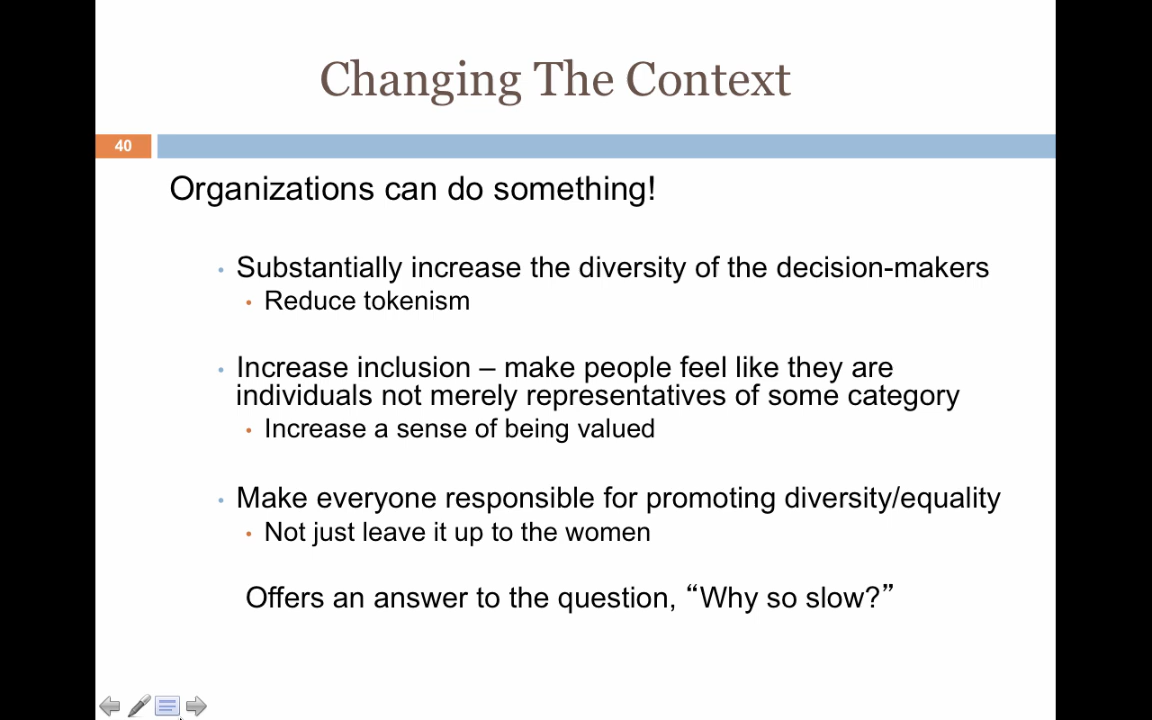 Changing The Context
40
Organizations can do something!
• Substantially increase the diversity of the decision-makers
• Reduce tokenism
• Increase inclusion – make people feel like they are
individuals not merely representatives of some category
• Increase a sense of being valued
• Make everyone responsible for promoting diversity/equality
• Not just leave it up to the women
Offers an answer to the question, “Why so slow?”